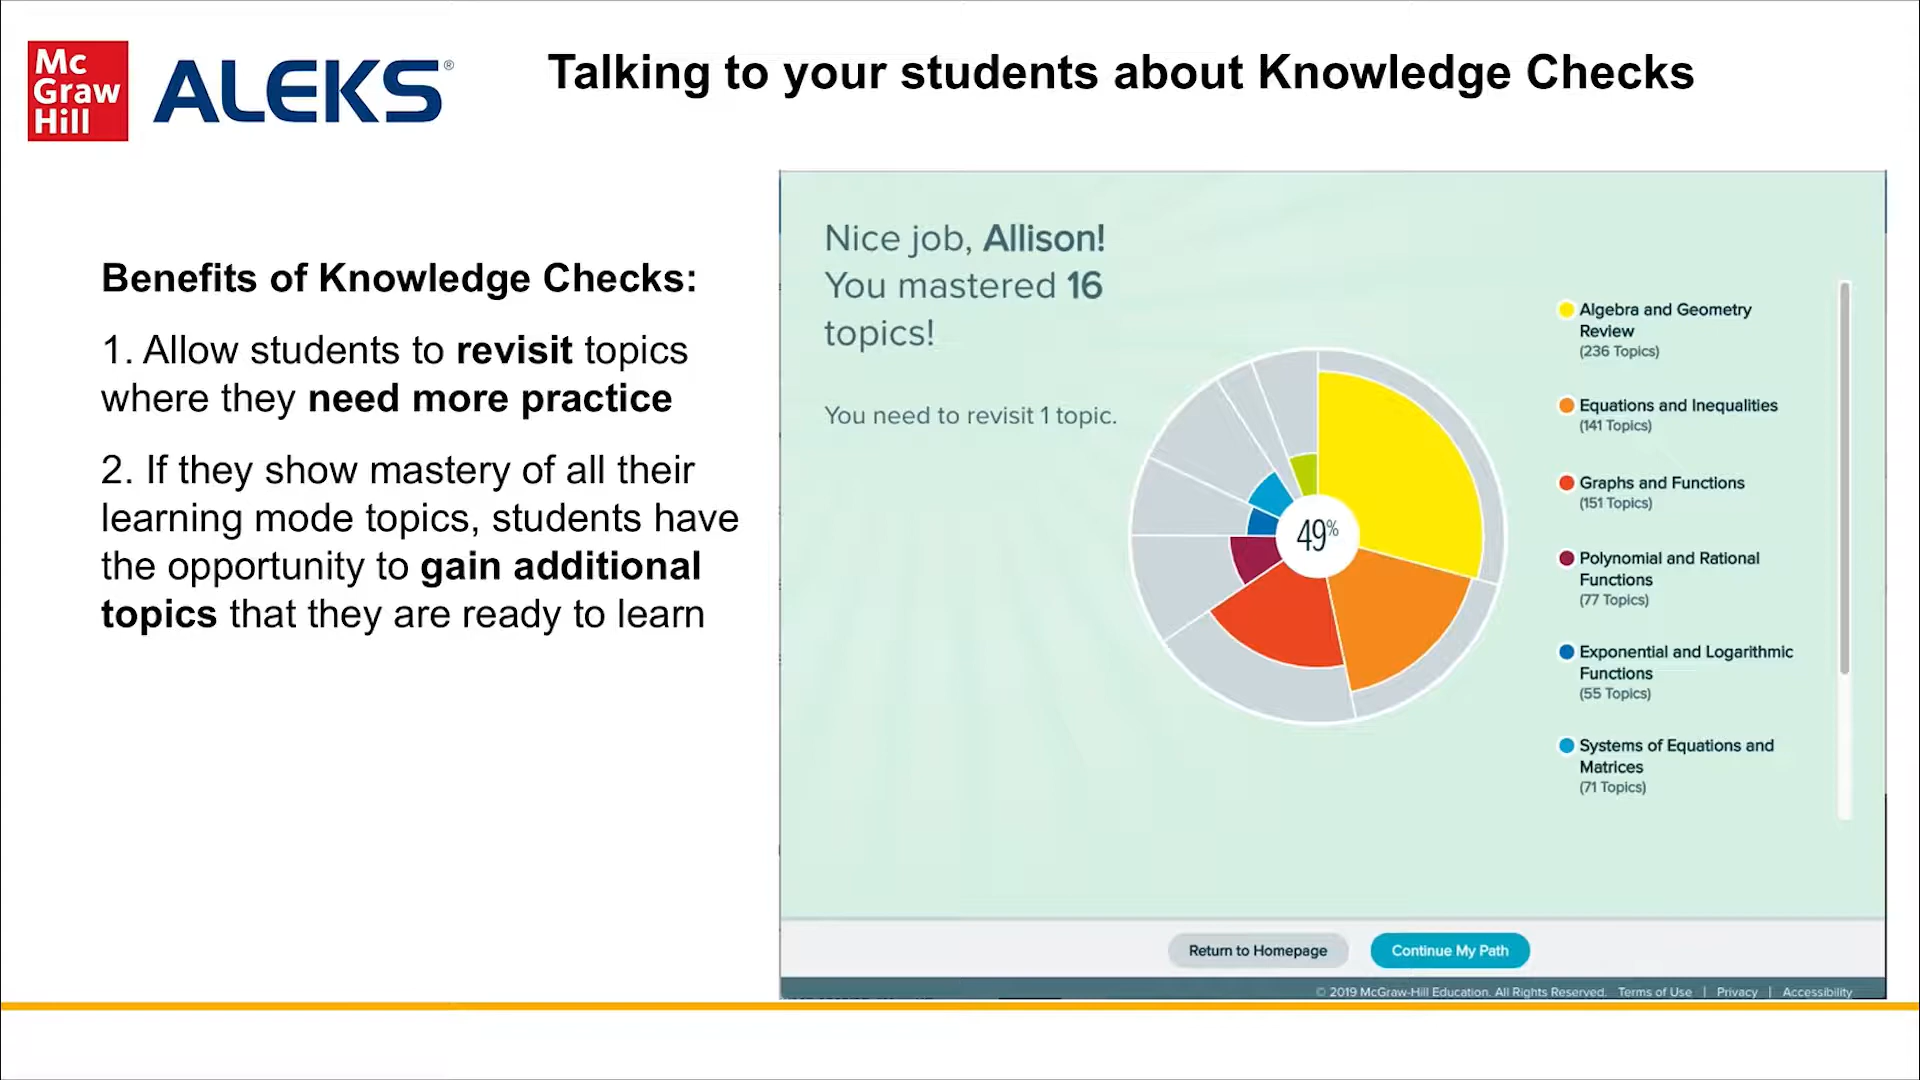 Mc
Graw
Hill
ALEKS®
Talking to your students about Knowledge Checks
Benefits of Knowledge Checks:
1. Allow students to revisit topics
where they need more practice
2. If they show mastery of all their
learning mode topics, students have
the opportunity to gain additional
topics that they are ready to learn
Nice job, Allison!
You mastered 16
topics!
You need to revisit 1 topic.
49%
Algebra and Geometry
Review
(236 Topics)
Equations and Inequalities
(141 Topics)
Graphs and Functions
(151 Topics)
Polynomial and Rational
Functions
(77 Topics)
Exponential and Logarithmic
Functions
(55 Topics)
Systems of Equations and
Matrices
(71 Topics)
Return to Homepage
Continue My Path
© 2019 McGraw-Hill Education. All Rights Reserved. Terms of Use | Privacy | Accessibility